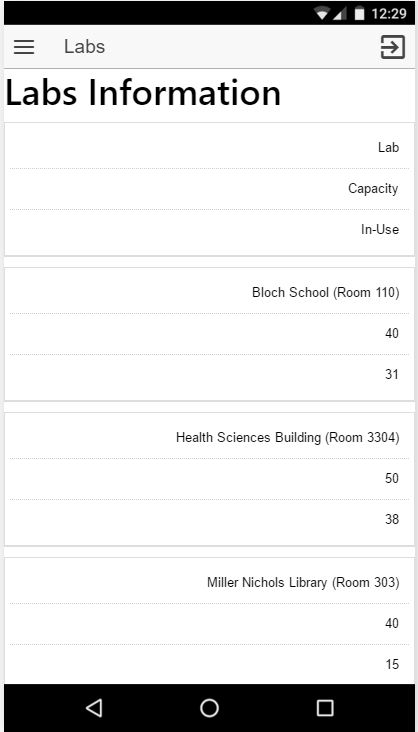 12:29
Labs
Labs Information
Lab
Capacity
In-Use
Bloch School (Room 110)
40
31
Health Sciences Building (Room 3304)
50
38
Miller Nichols Library (Room 303)
40
15